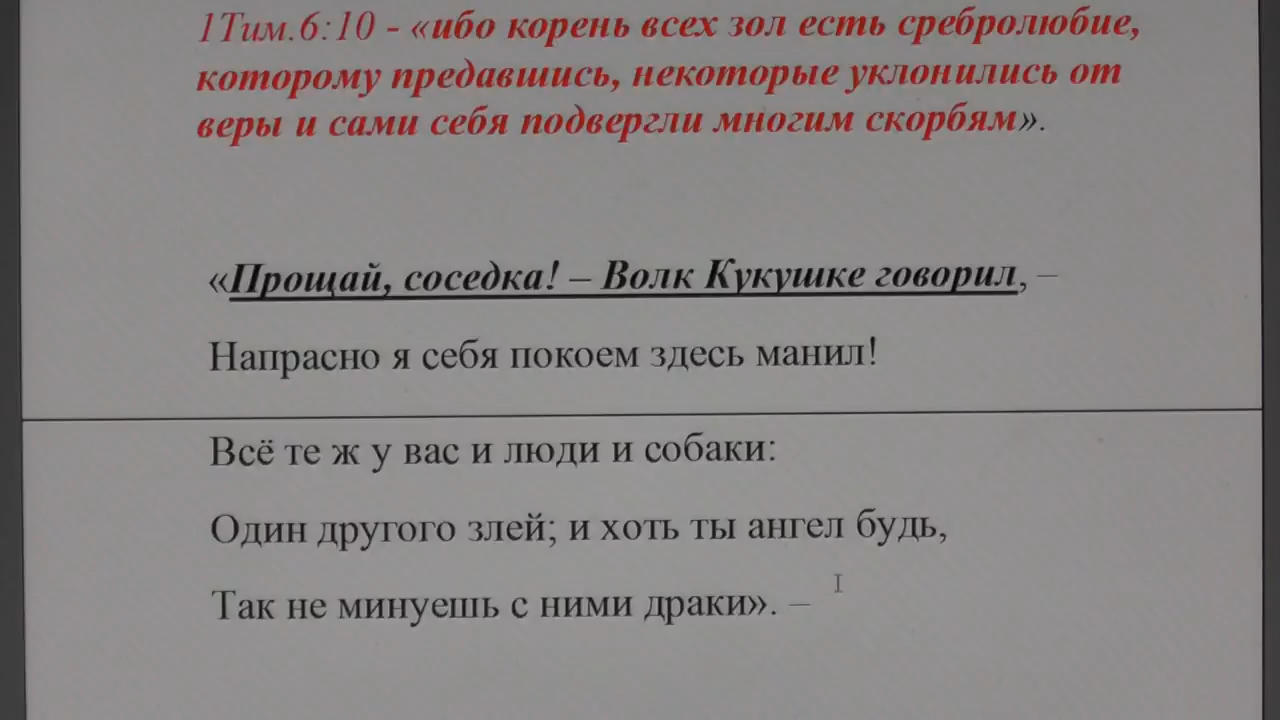 1Тим.6:10 - «ибо корень всех зол есть сребролюбие,
которому предавшись, некоторые уклонились от
веры и сами себя подвергли многим скорбям».
«Прощай, соседка! – Волк Кукушке говорил, –
Напрасно я себя покоем здесь манил!
Всё те ж у вас и люди и собаки:
Один другого злей; и хоть ты ангел будь,
Так не минуешь с ними драки». –